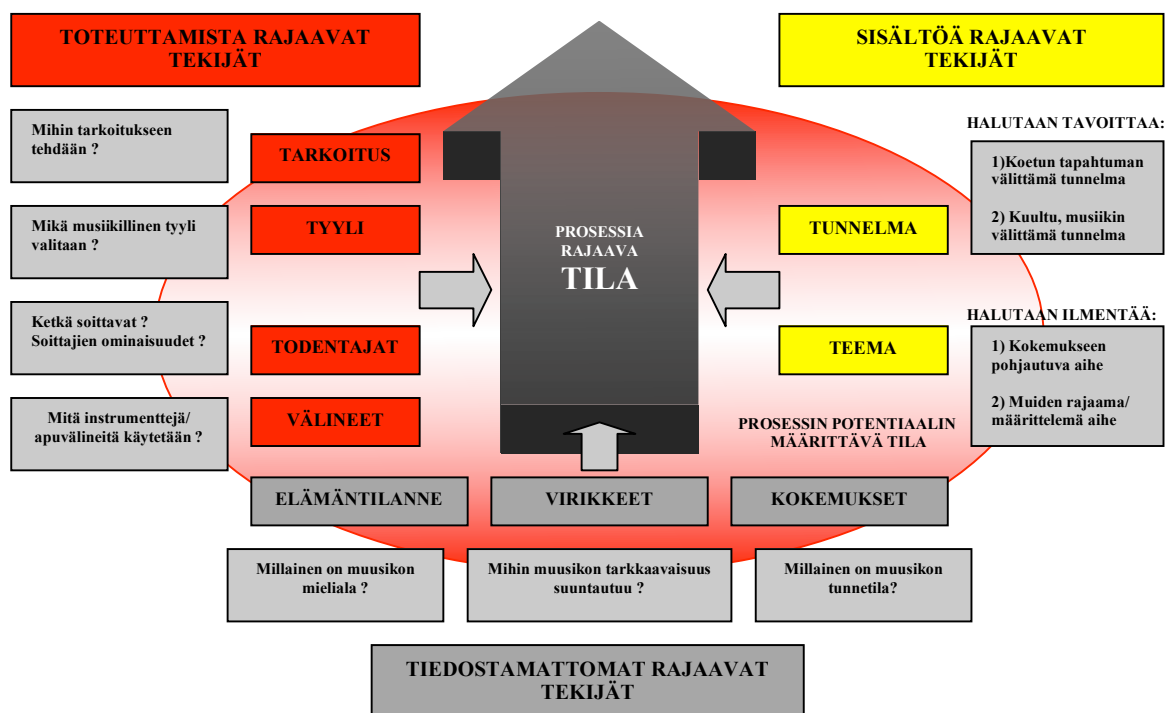 TOTEUTTAMISTA RAJAAVAT
TEKIJÄT
SISÄLTÖÄ RAJAAVAT
TEKIJÄT
Mihin tarkoitukseen
tehdään ?
TARKOITUS
HALUTAAN TAVOITTAA:
1)Koetun tapahtuman
välittämä tunnelma
2) Kuultu, musiikin
välittämä tunnelma
Mikä musiikillinen tyyli
valitaan ?
TYYLI
PROSESSIA
RAJAAVA
TILA
TUNNELMA
Ketkä soittavat ?
Soittajien ominaisuudet ?
TODENTAJAT
TEEMA
HALUTAAN ILMENTÄÄ:
1) Kokemukseen
pohjautuva aihe
2) Muiden rajaama/
määrittelemä aihe
Mitä instrumenttejä/
apuvälineitä käytetään ?
VÄLINEET
PROSESSIN POTENTIAALIN
MÄÄRITTÄVÄ TILA
ELÄMÄNTILANNE
VIRIKKEET
KOKEMUKSET
Millainen on muusikon
mieliala ?
Mihin muusikon tarkkaavaisuus
suuntautuu ?
Millainen on muusikon
tunnetila?
TIEDOSTAMATTOMAT RAJAAVAT
TEKIJÄT